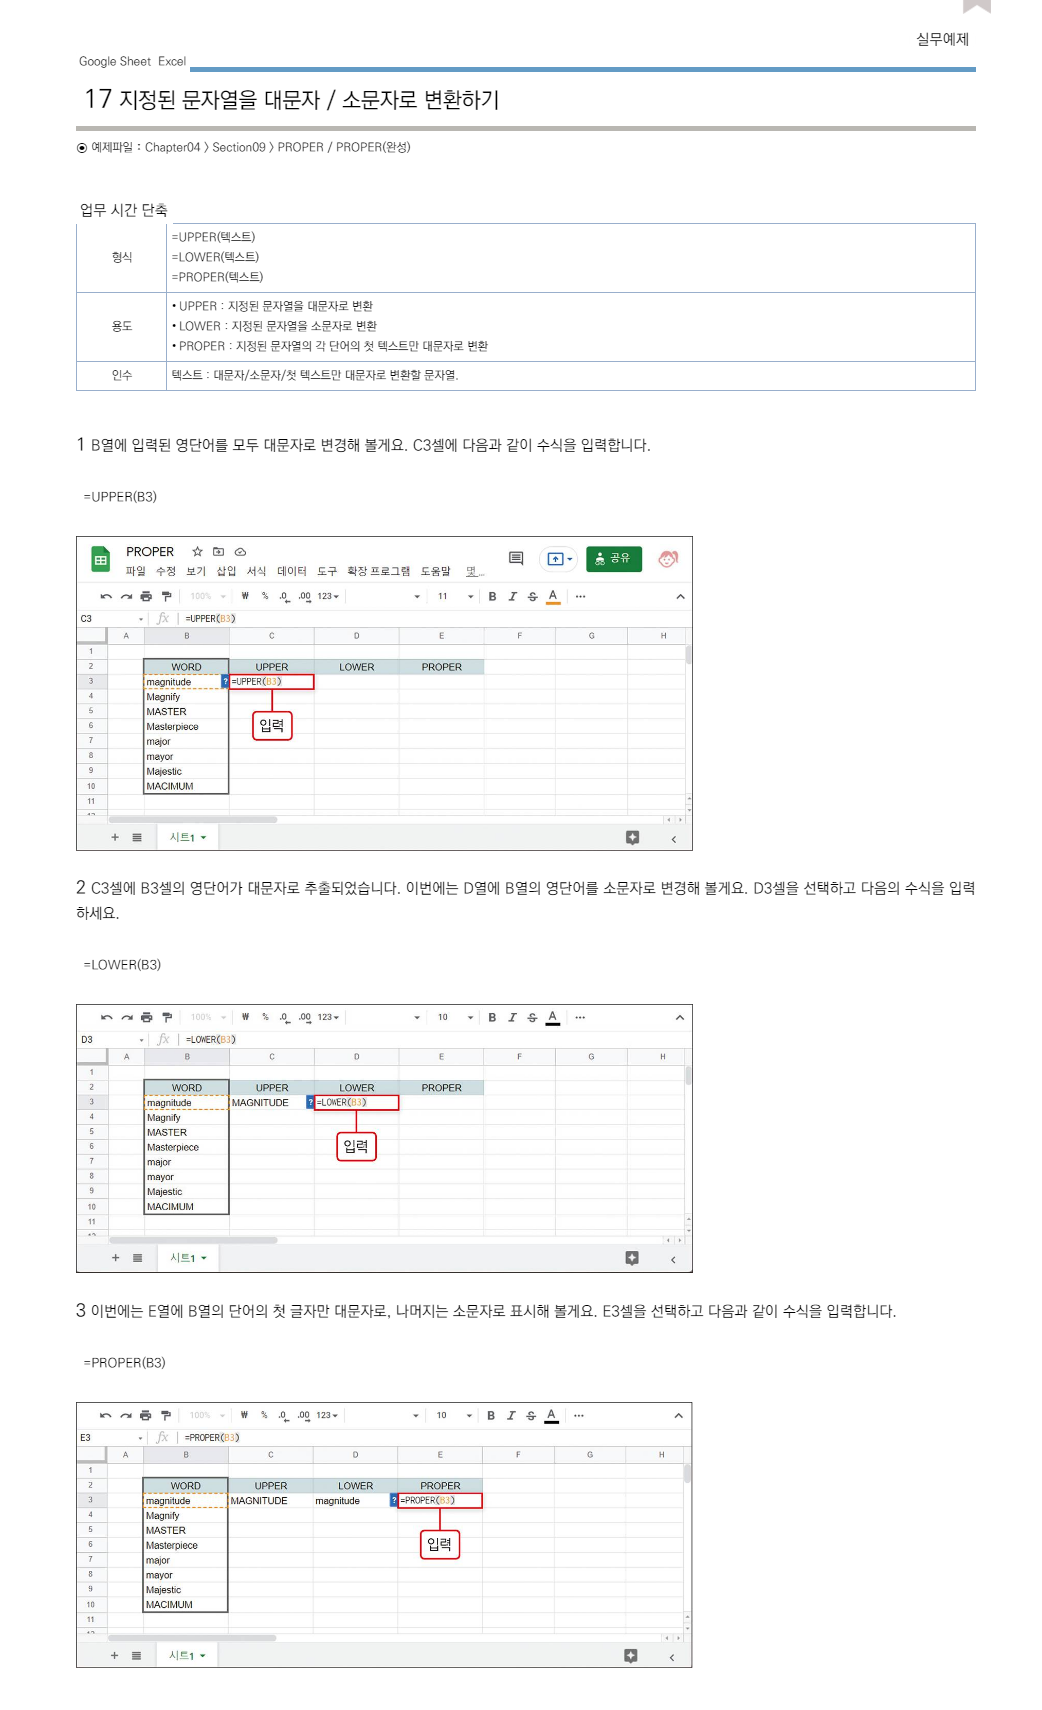 실무예제
Google Sheet Excel
17 지정된 문자열을 대문자 / 소문자로 변환하기
⊙ 예제파일 : Chapter04 > Section09 > PROPER / PROPER(완성)
업무 시간 단축
형식
=UPPER(텍스트)
=LOWER(텍스트)
=PROPER(텍스트)
용도
• UPPER : 지정된 문자열을 대문자로 변환
• LOWER : 지정된 문자열을 소문자로 변환
• PROPER : 지정된 문자열의 각 단어의 첫 텍스트만 대문자로 변환
인수
텍스트 : 대문자/소문자/첫 텍스트만 대문자로 변환할 문자열.
1 B열에 입력된 영단어를 모두 대문자로 변경해 볼게요. C3셀에 다음과 같이 수식을 입력합니다.
=UPPER(B3)
PROPER
파일 수정 보기 삽입 서식 데이터 도구 확장 프로그램 도움말 몇...
공유
100% ₩ % .0 .00 123 11 B I S A
C3 fx =UPPER(B3)
A B C D E F G H
1
2 WORD UPPER LOWER PROPER
3 magnitude ? =UPPER(B3)
4 Magnify
5 MASTER
6 Masterpiece
7 major
8 mayor
9 Majestic
10 MACIMUM
11
입력
시트1
2 C3셀에 B3셀의 영단어가 대문자로 추출되었습니다. 이번에는 D열에 B열의 영단어를 소문자로 변경해 볼게요. D3셀을 선택하고 다음의 수식을 입력
하세요.
=LOWER(B3)
100% ₩ % .0 .00 123 10 B I S A
D3 fx =LOWER(B3)
A B C D E F G H
1
2 WORD UPPER LOWER PROPER
3 magnitude MAGNITUDE ? =LOWER(B3)
4 Magnify
5 MASTER
6 Masterpiece
7 major
8 mayor
9 Majestic
10 MACIMUM
11
입력
시트1
3 이번에는 E열에 B열의 단어의 첫 글자만 대문자로, 나머지는 소문자로 표시해 볼게요. E3셀을 선택하고 다음과 같이 수식을 입력합니다.
=PROPER(B3)
100% ₩ % .0 .00 123 10 B I S A
E3 fx =PROPER(B3)
A B C D E F G H
1
2 WORD UPPER LOWER PROPER
3 magnitude MAGNITUDE magnitude ? =PROPER(B3)
4 Magnify
5 MASTER
6 Masterpiece
7 major
8 mayor
9 Majestic
10 MACIMUM
11
입력
시트1